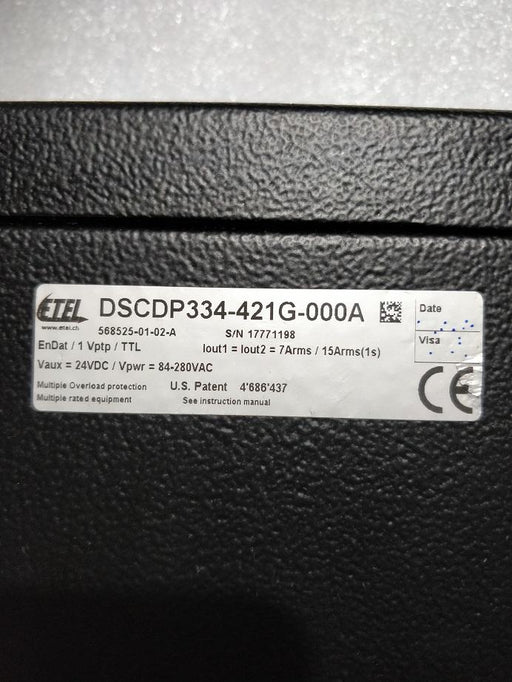 ETEL
www.etel.ch
DSCDP334-421G-000A
568525-01-02-A S/N 17771198
EnDat / 1 Vptp / TTL Iout1 = Iout2 = 7Arms / 15Arms(1s)
Vaux = 24VDC / Vpwr = 84-280VAC
Multiple Overload protection U.S. Patent 4'686'437
Multiple rated equipment See instruction manual
Date
Visa
CE